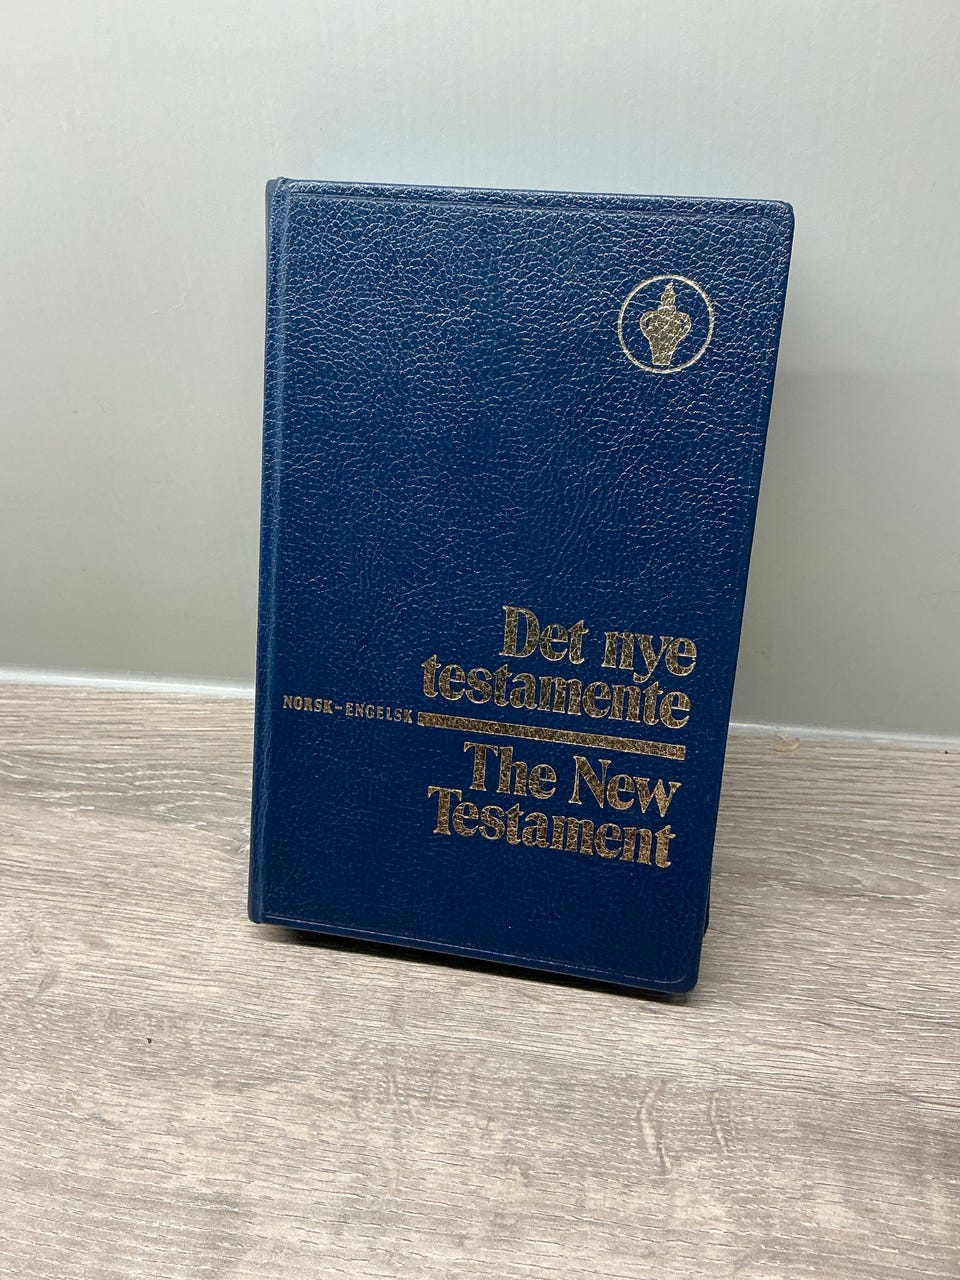 Det nye
testamente
NORSK-ENGELSK
The New
Testament